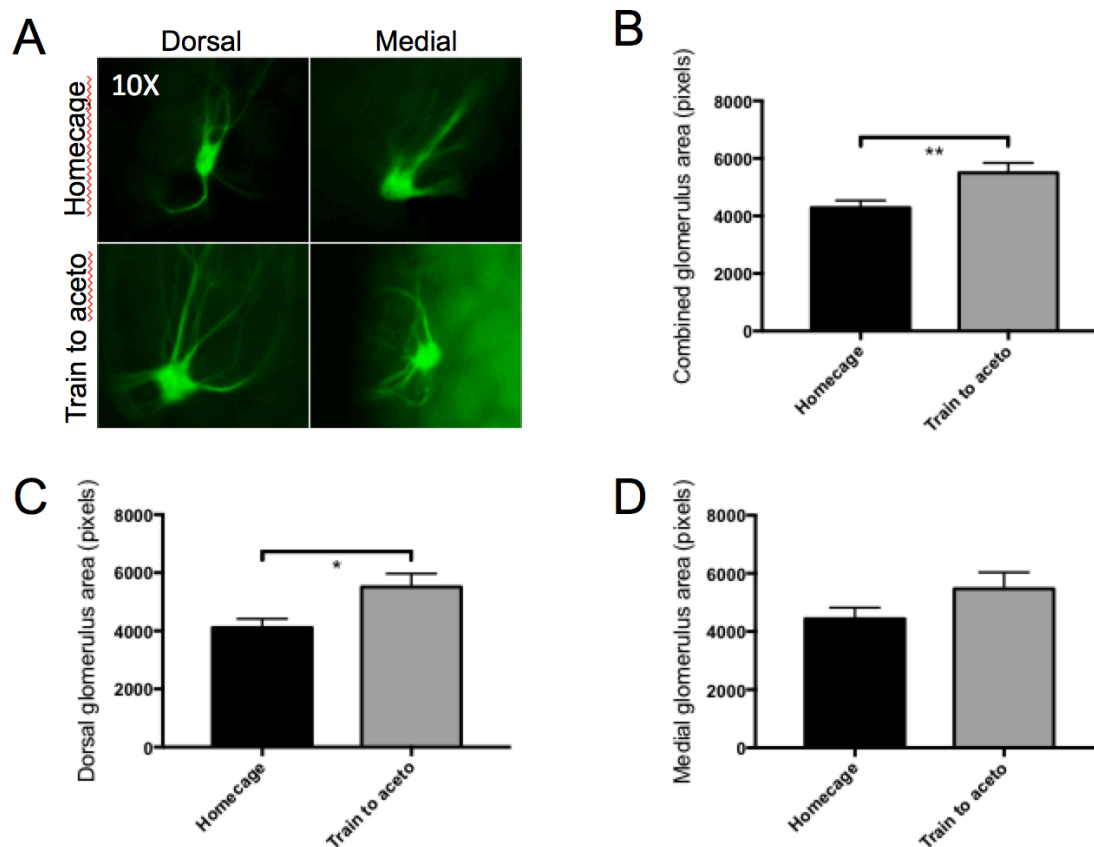 A
Dorsal
Medial
Homecage
10X
Train to aceto
B
Combined glomerulus area (pixels)
8000
6000
4000
2000
0
**
Homecage
Train to aceto
C
Dorsal glomerulus area (pixels)
8000
6000
4000
2000
0
*
Homecage
Train to aceto
D
Medial glomerulus area (pixels)
8000
6000
4000
2000
0
Homecage
Train to aceto